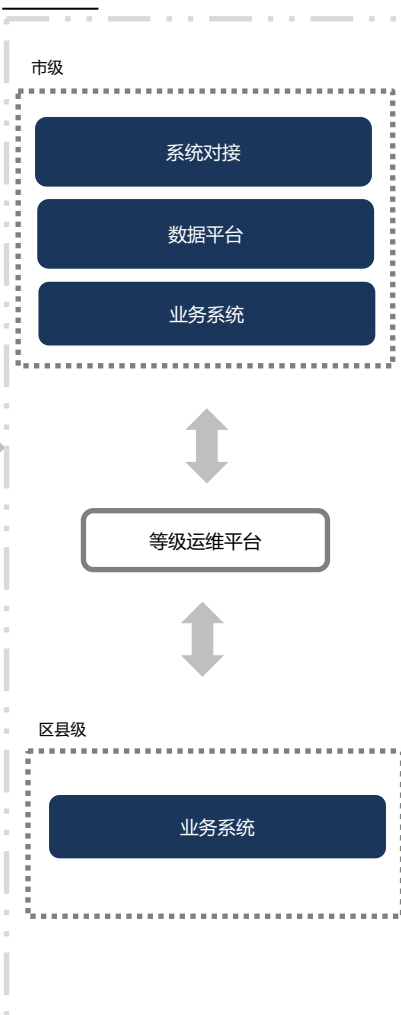 市级
系统对接
数据平台
业务系统
等级运维平台
区县级
业务系统